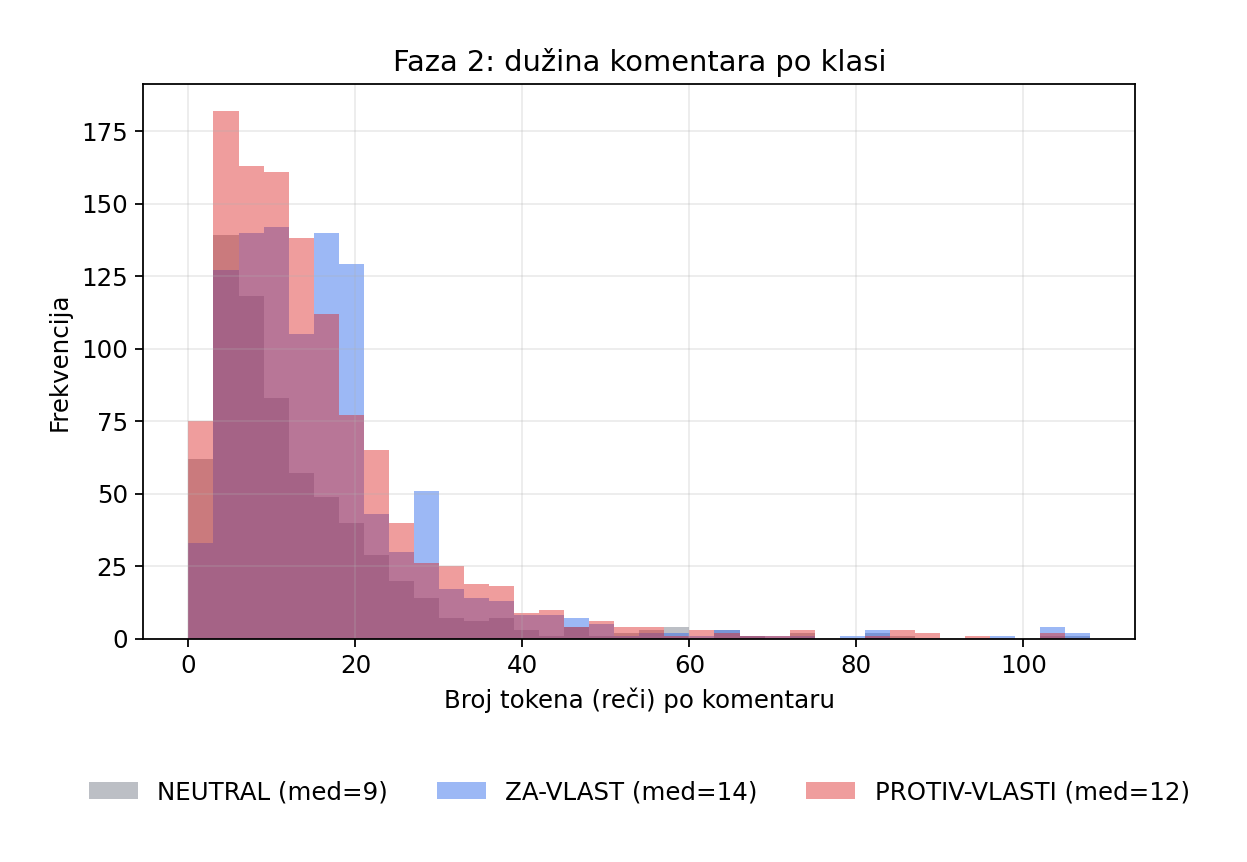 Faza 2: dužina komentara po klasi
Frekvencija
175
150
125
100
75
50
25
0
0 20 40 60 80 100
Broj tokena (reči) po komentaru
NEUTRAL (med=9) ZA-VLAST (med=14) PROTIV-VLASTI (med=12)